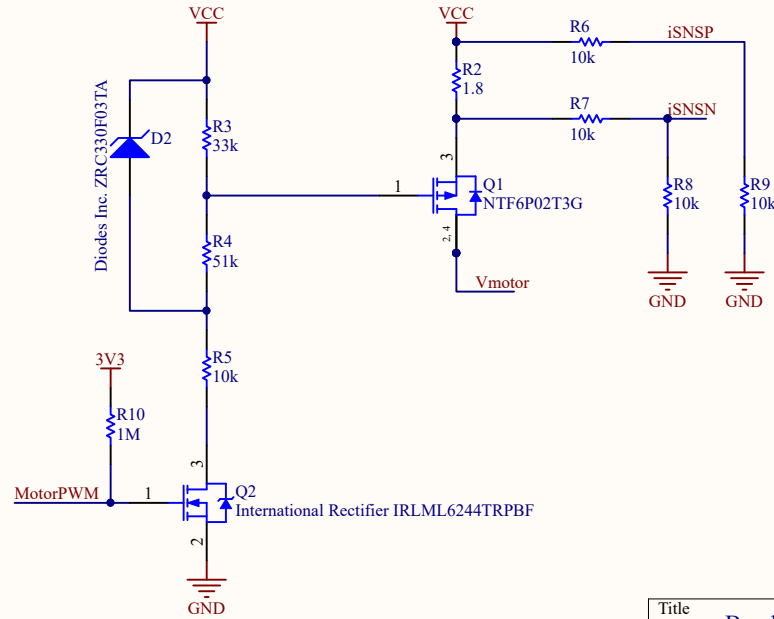 VCC
VCC
R6
10k
iSNSP
R2
1.8
R7
10k
iSNSN
Diodes Inc. ZRC330F03TA
D2
R3
33k
3
1
Q1
NTF6P02T3G
2, 4
R8
10k
R9
10k
R4
51k
Vmotor
GND
GND
3V3
R5
10k
R10
1M
3
MotorPWM
1
Q2
International Rectifier IRLML6244TRPBF
2
GND
Title